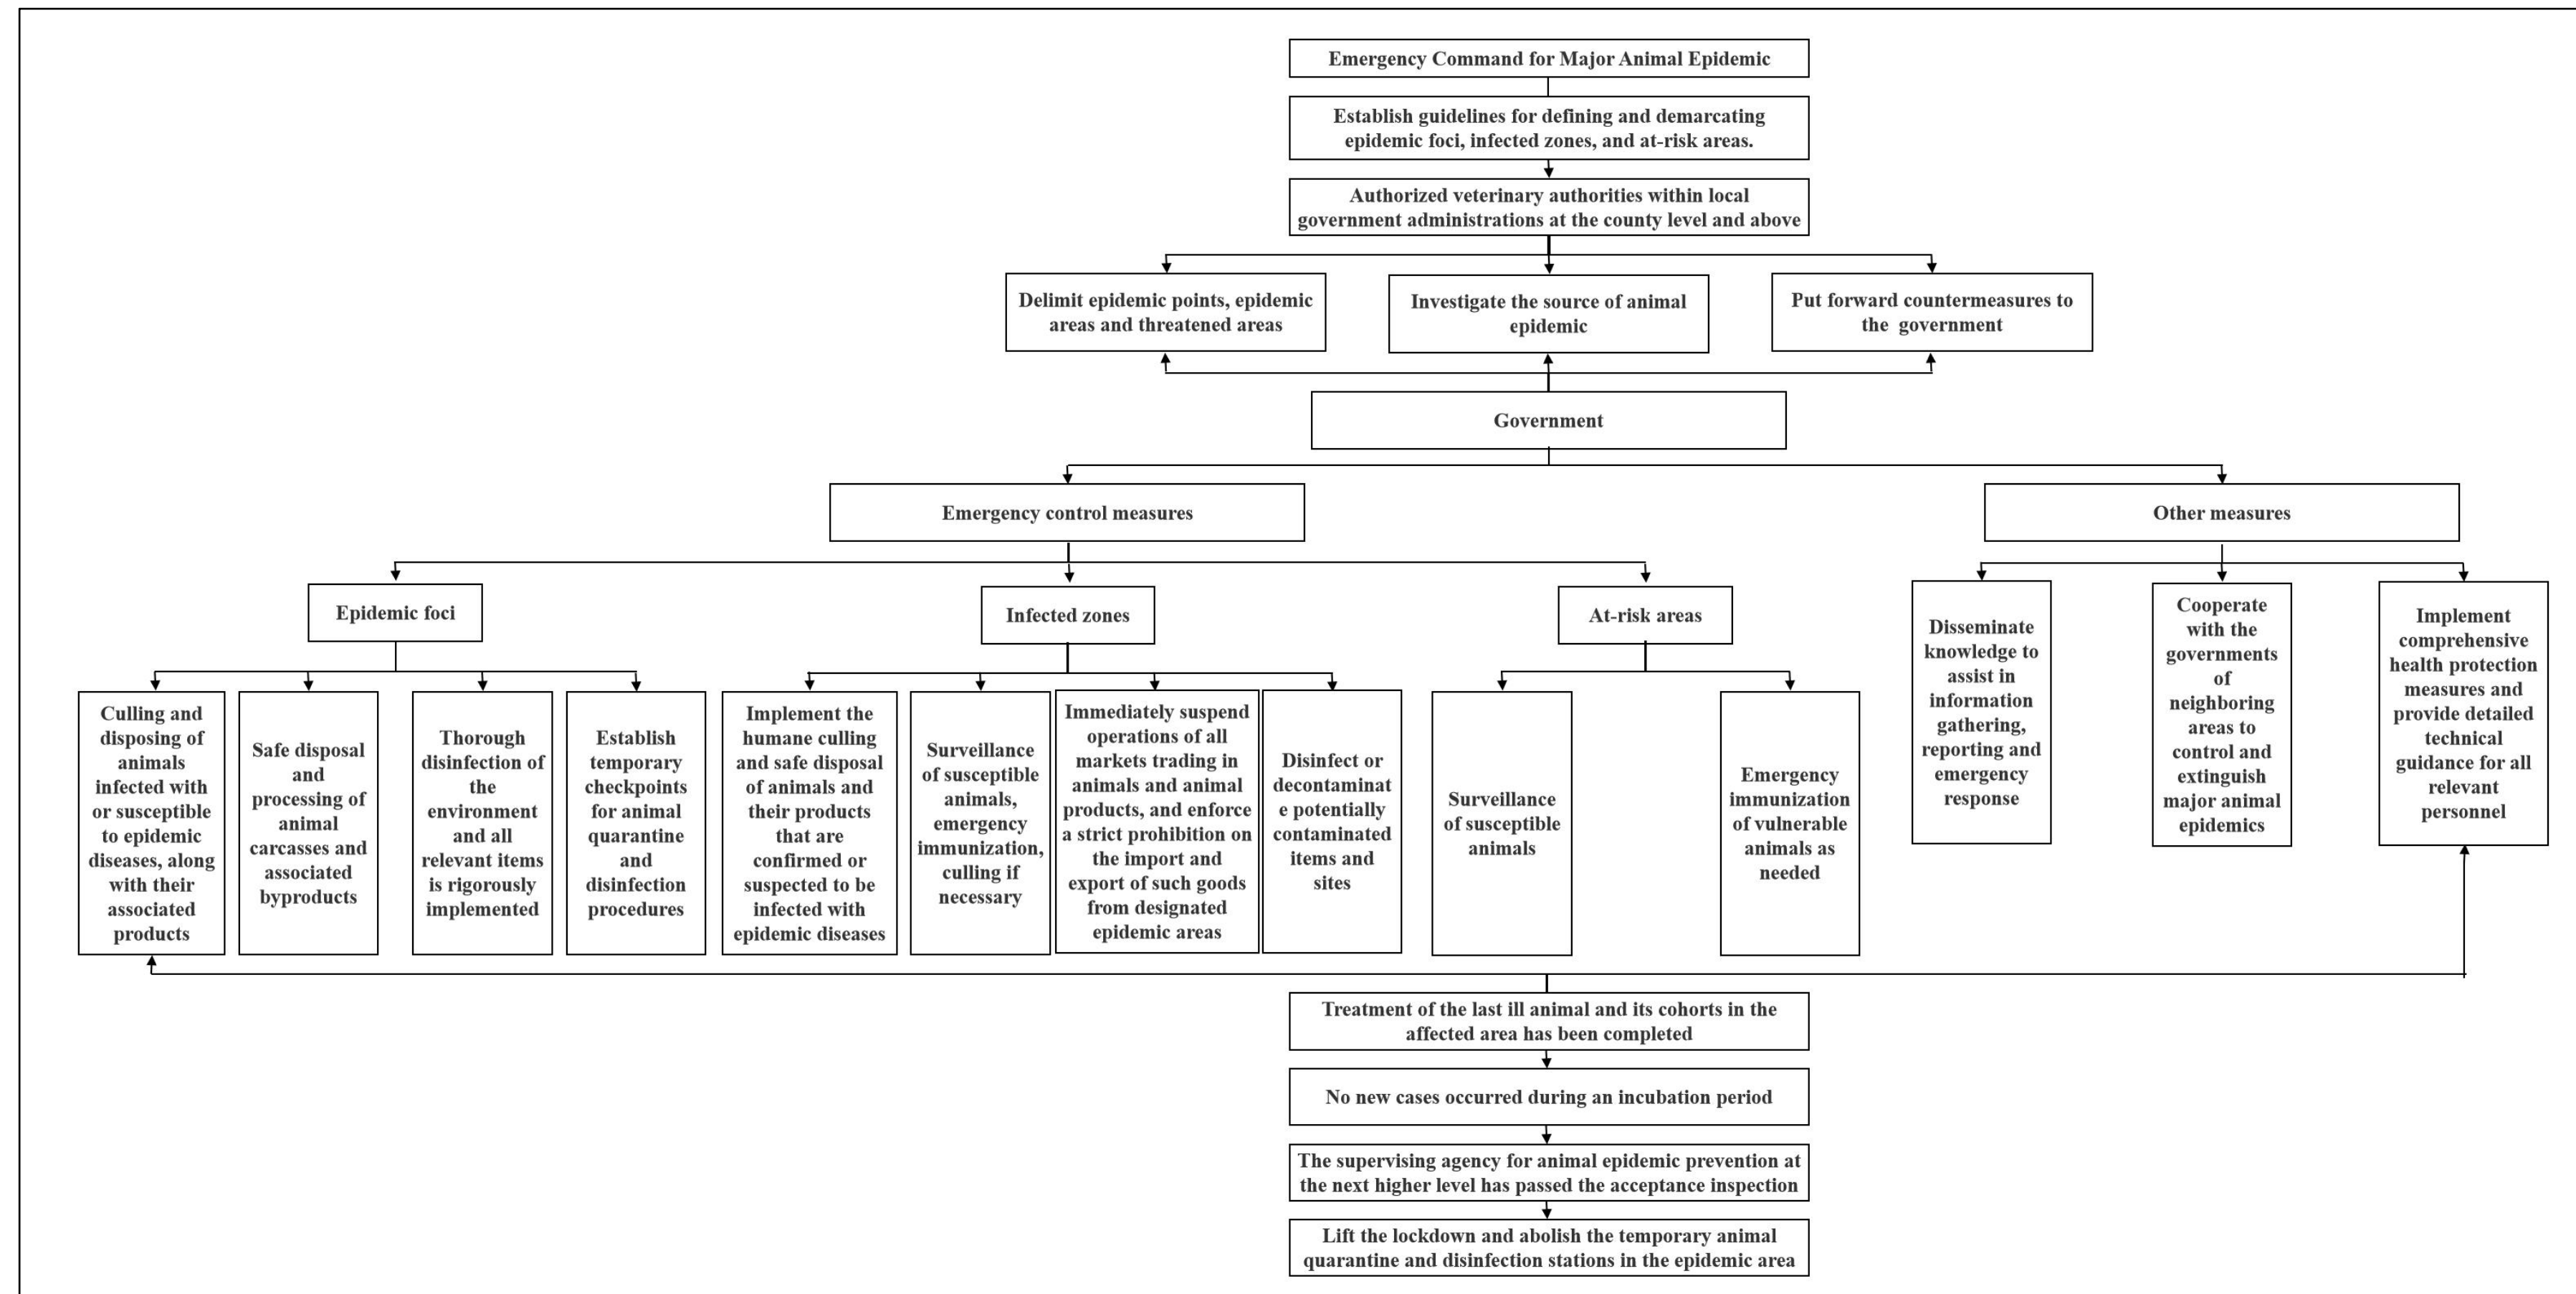 Emergency Command for Major Animal Epidemic
Establish guidelines for defining and demarcating
epidemic foci, infected zones, and at-risk areas.
Authorized veterinary authorities within local
government administrations at the county level and above
Delimit epidemic points, epidemic
areas and threatened areas
Investigate the source of animal
epidemic
Put forward countermeasures to
the government
Government
Emergency control measures
Other measures
Epidemic foci
Infected zones
At-risk areas
Culling and
disposing of
animals
infected with
or susceptible
to epidemic
diseases, along
with their
associated
products
Safe disposal
and
processing of
animal
carcasses and
associated
byproducts
Thorough
disinfection of
the
environment
and all
relevant items
is rigorously
implemented
Establish
temporary
checkpoints
for animal
quarantine
and
disinfection
procedures
Implement the
humane culling
and safe disposal
of animals and
their products
that are
confirmed or
suspected to be
infected with
epidemic diseases
Surveillance
of susceptible
animals,
emergency
immunization,
culling if
necessary
Immediately suspend
operations of all
markets trading in
animals and animal
products, and enforce
a strict prohibition on
the import and
export of such goods
from designated
epidemic areas
Disinfect or
decontaminat
e potentially
contaminated
items and
sites
Surveillance
of susceptible
animals
Emergency
immunization
of vulnerable
animals as
needed
Disseminate
knowledge to
assist in
information
gathering,
reporting and
emergency
response
Cooperate
with the
governments
of
neighboring
areas to
control and
extinguish
major animal
epidemics
Implement
comprehensive
health protection
measures and
provide detailed
technical
guidance for all
relevant
personnel
Treatment of the last ill animal and its cohorts in the
affected area has been completed
No new cases occurred during an incubation period
The supervising agency for animal epidemic prevention at
the next higher level has passed the acceptance inspection
Lift the lockdown and abolish the temporary animal
quarantine and disinfection stations in the epidemic area